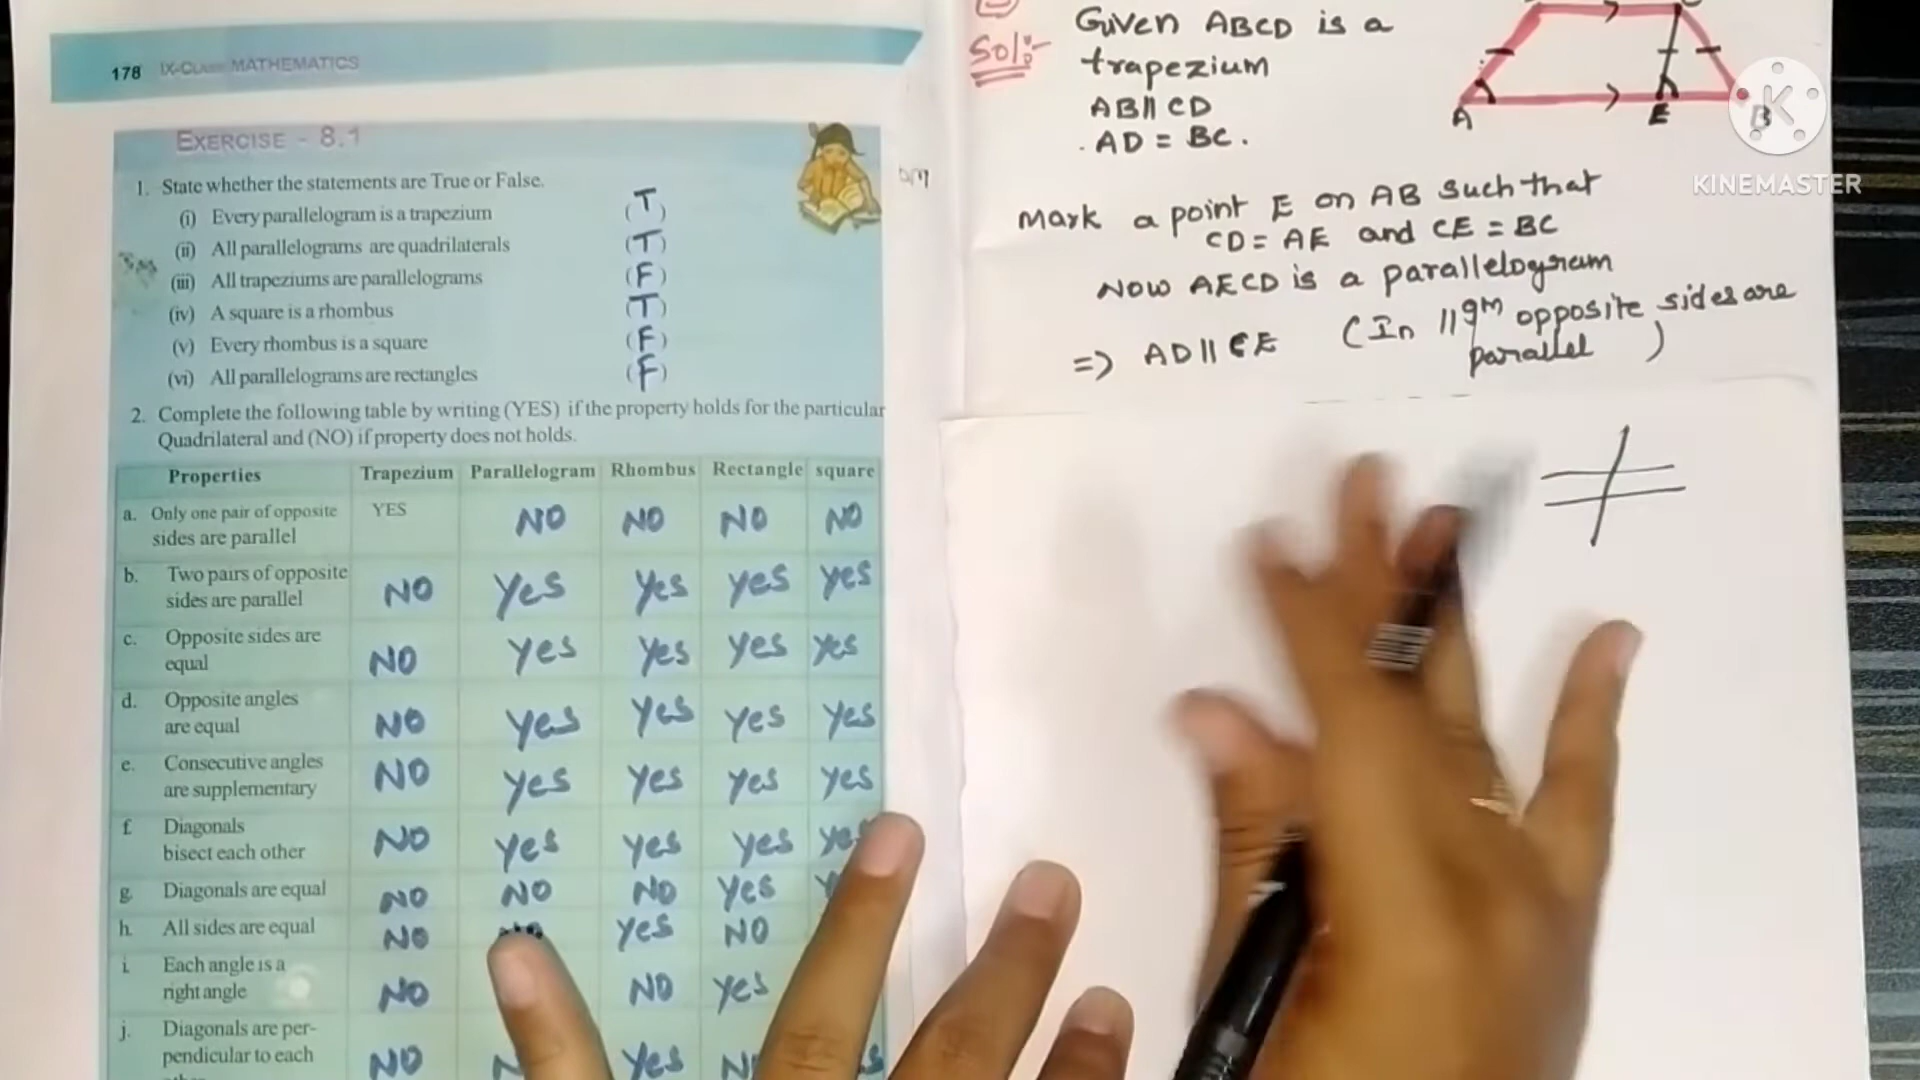 178 IX-CLASS MATHEMATICS
EXERCISE - 8.1
1. State whether the statements are True or False.
(i) Every parallelogram is a trapezium (T)
(ii) All parallelograms are quadrilaterals (T)
(iii) All trapeziums are parallelograms (F)
(iv) A square is a rhombus (T)
(v) Every rhombus is a square (F)
(vi) All parallelograms are rectangles (F)
2. Complete the following table by writing (YES) if the property holds for the particular
Quadrilateral and (NO) if property does not holds.
Properties Trapezium Parallelogram Rhombus Rectangle square
a. Only one pair of opposite YES NO NO NO NO
sides are parallel
b. Two pairs of opposite NO Yes Yes Yes Yes
sides are parallel
c. Opposite sides are NO Yes Yes Yes Yes
equal
d. Opposite angles NO Yes Yes Yes Yes
are equal
e. Consecutive angles NO Yes Yes Yes Yes
are supplementary
f. Diagonals NO Yes Yes Yes
bisect each other
g. Diagonals are equal NO NO NO Yes
h. All sides are equal NO Yes NO
i. Each angle is a NO NO Yes
right angle
j. Diagonals are per- NO Yes
pendicular to each
Sol:-
Given ABCD is a
trapezium
AB || CD
AD = BC.
A E B
Mark a point E on AB such that
CD = AE and CE = BC
Now AECD is a parallelogram
=> AD || CE (In ||gm opposite sides are
parallel)
KINEMASTER